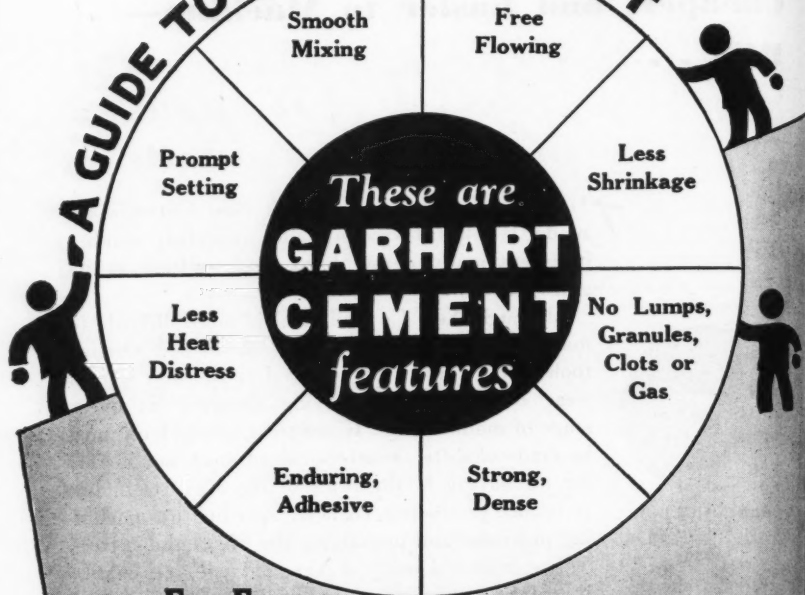 A GUIDE TO
Smooth
Mixing
Free
Flowing
Prompt
Setting
Less
Shrinkage
These are
GARHART
CEMENT
features
Less
Heat
Distress
No Lumps,
Granules,
Clots or
Gas
Enduring,
Adhesive
Strong,
Dense